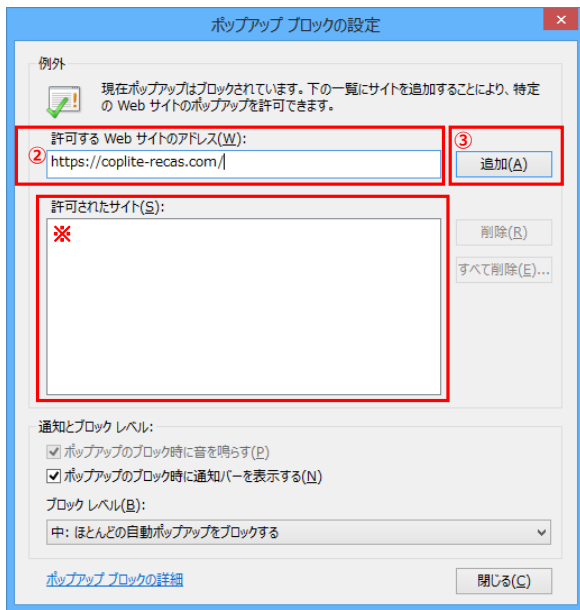 ポップアップ ブロックの設定
×
例外
現在ポップアップはブロックされています。下の一覧にサイトを追加することにより、特定
の Web サイトのポップアップを許可できます。
許可する Web サイトのアドレス(W):
③
② https://coplite-recas.com/
追加(A)
許可されたサイト(S):
※
削除(R)
すべて削除(E)...
通知とブロック レベル:
ポップアップのブロック時に音を鳴らす(P)
ポップアップのブロック時に通知バーを表示する(N)
ブロック レベル(B):
中: ほとんどの自動ポップアップをブロックする
ポップアップ ブロックの詳細
閉じる(C)